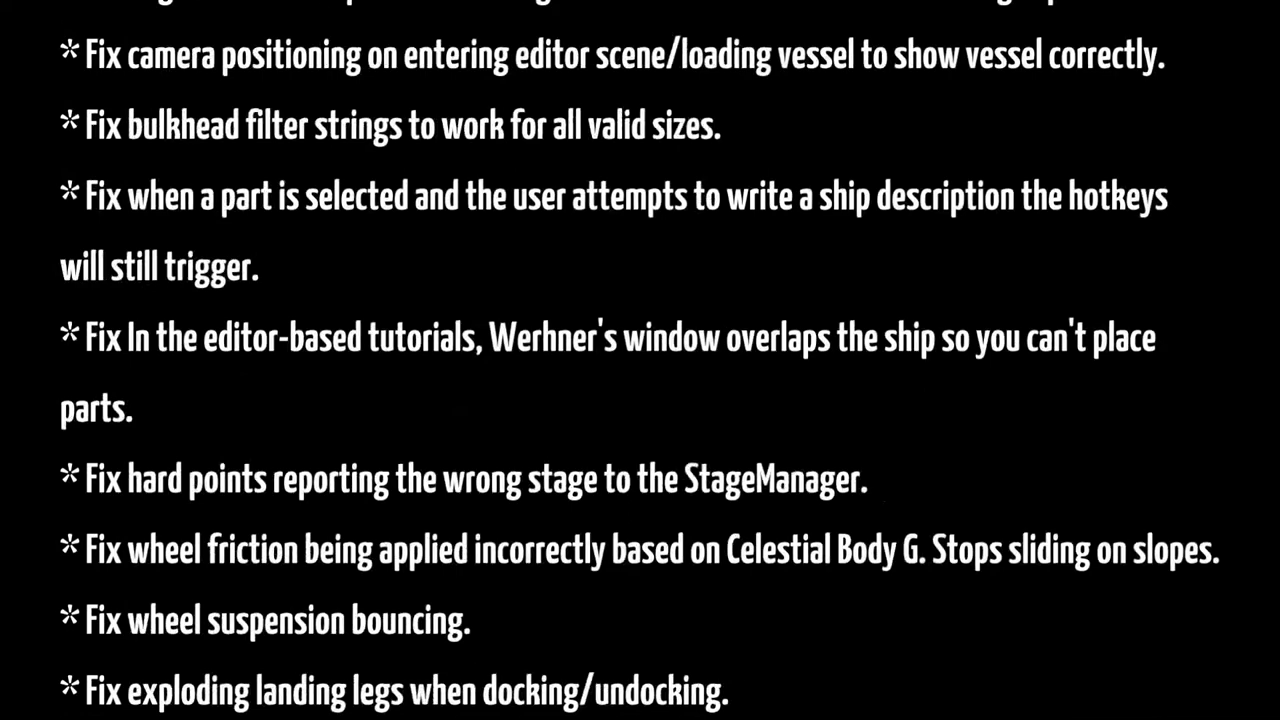 * Fix camera positioning on entering editor scene/loading vessel to show vessel correctly.
* Fix bulkhead filter strings to work for all valid sizes.
* Fix when a part is selected and the user attempts to write a ship description the hotkeys
will still trigger.
* Fix In the editor-based tutorials, Werhner's window overlaps the ship so you can't place
parts.
* Fix hard points reporting the wrong stage to the StageManager.
* Fix wheel friction being applied incorrectly based on Celestial Body G. Stops sliding on slopes.
* Fix wheel suspension bouncing.
* Fix exploding landing legs when docking/undocking.